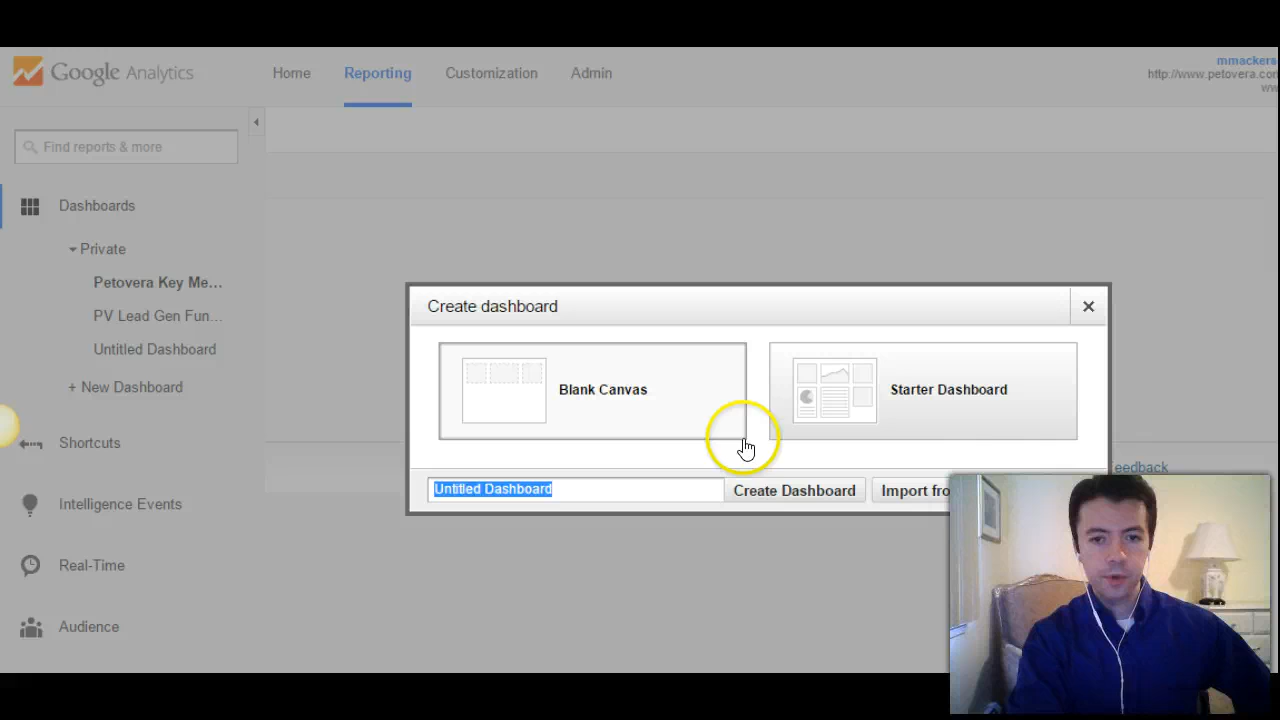 Google Analytics
Home
Reporting
Customization
Admin
mmackers
http://www.petovera.com
ww
Find reports & more
Dashboards
Private
Petovera Key Me...
PV Lead Gen Fun...
Untitled Dashboard
+ New Dashboard
Shortcuts
Intelligence Events
Real-Time
Audience
Create dashboard
Blank Canvas
Starter Dashboard
Untitled Dashboard
Create Dashboard
Import fro
eedback